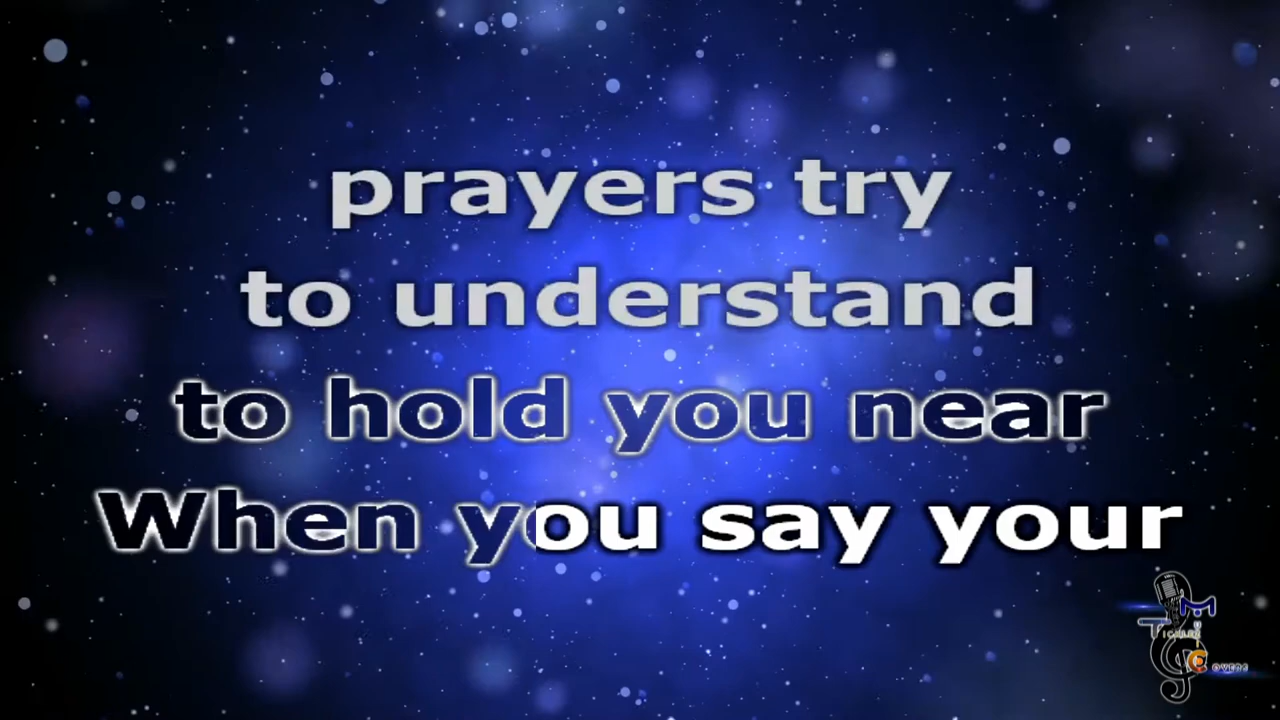 prayers try
to understand
to hold you near
When you say your